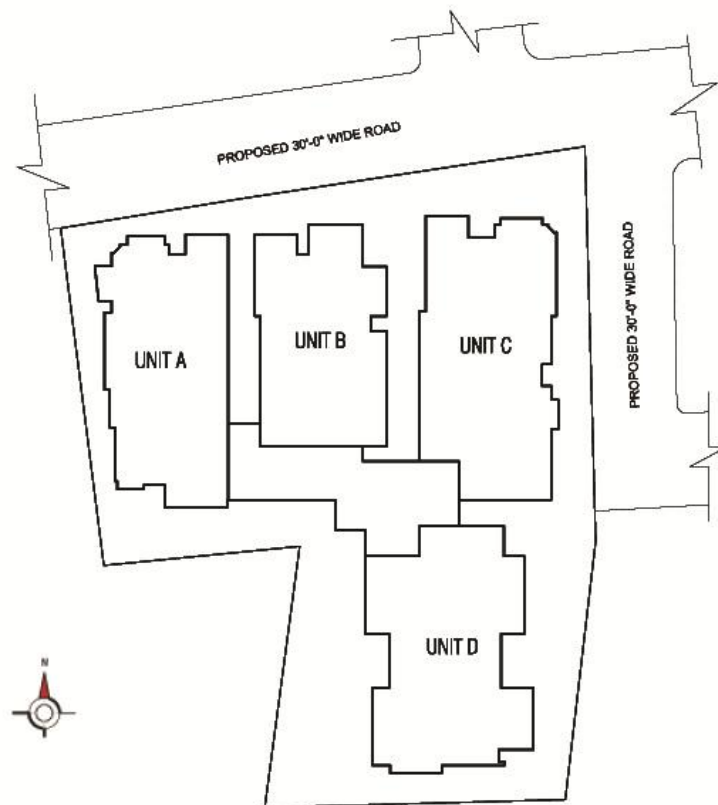 PROPOSED 30'-0" WIDE ROAD
PROPOSED 30'-0" WIDE ROAD
UNIT A
UNIT B
UNIT C
UNIT D
N